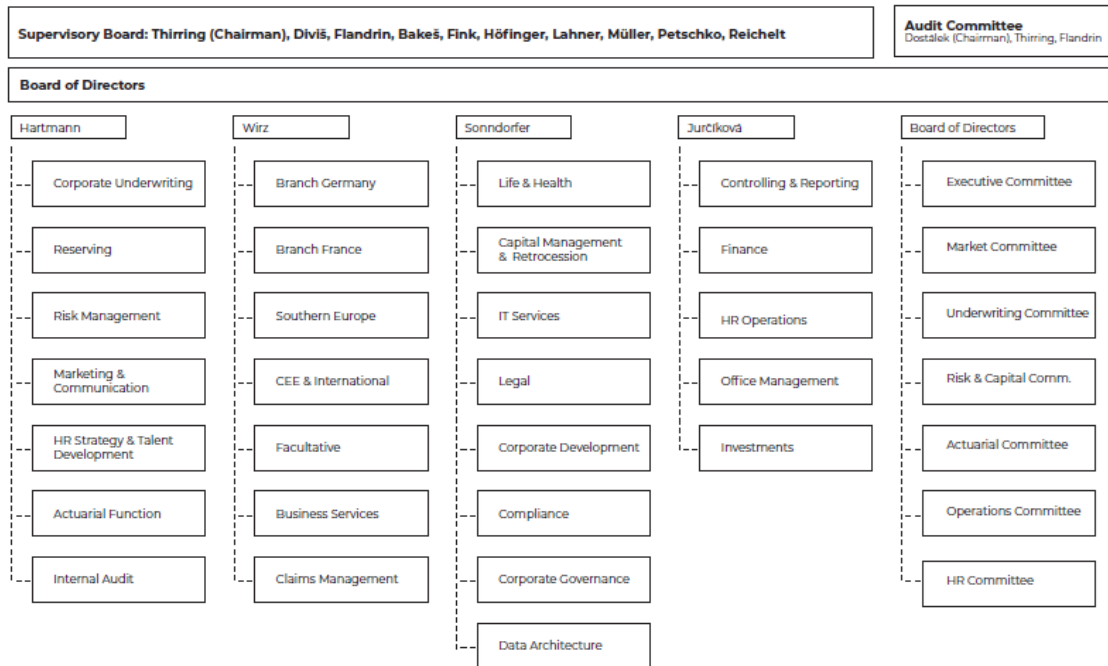 Supervisory Board: Thirring (Chairman), Diviš, Flandrin, Bakeš, Fink, Höfinger, Lahner, Müller, Petschko, Reichelt
Audit Committee
Dostálek (Chairman), Thirring, Flandrin
Board of Directors
Hartmann
Corporate Underwriting
Reserving
Risk Management
Marketing &
Communication
HR Strategy & Talent
Development
Actuarial Function
Internal Audit
Wirz
Branch Germany
Branch France
Southern Europe
CEE & International
Facultative
Business Services
Claims Management
Sonndorfer
Life & Health
Capital Management
& Retrocession
IT Services
Legal
Corporate Development
Compliance
Corporate Governance
Data Architecture
Jurčíková
Controlling & Reporting
Finance
HR Operations
Office Management
Investments
Board of Directors
Executive Committee
Market Committee
Underwriting Committee
Risk & Capital Comm.
Actuarial Committee
Operations Committee
HR Committee